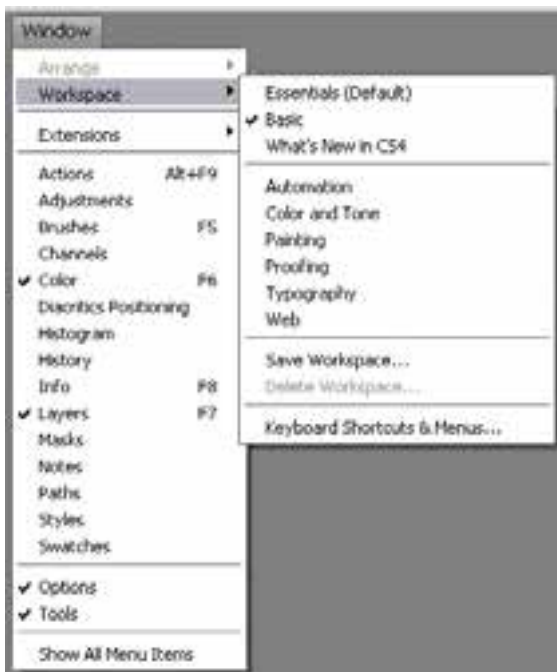 Window
Arrange
Workspace
Extensions
Actions Alt+F9
Adjustments
Brushes F5
Channels
Color F6
Diacritics Positioning
Histogram
History
Info F8
Layers F7
Masks
Notes
Paths
Styles
Swatches
Options
Tools
Show All Menu Items
Essentials (Default)
Basic
What's New in CS4
Automation
Color and Tone
Painting
Proofing
Typography
Web
Save Workspace...
Delete Workspace...
Keyboard Shortcuts & Menus...